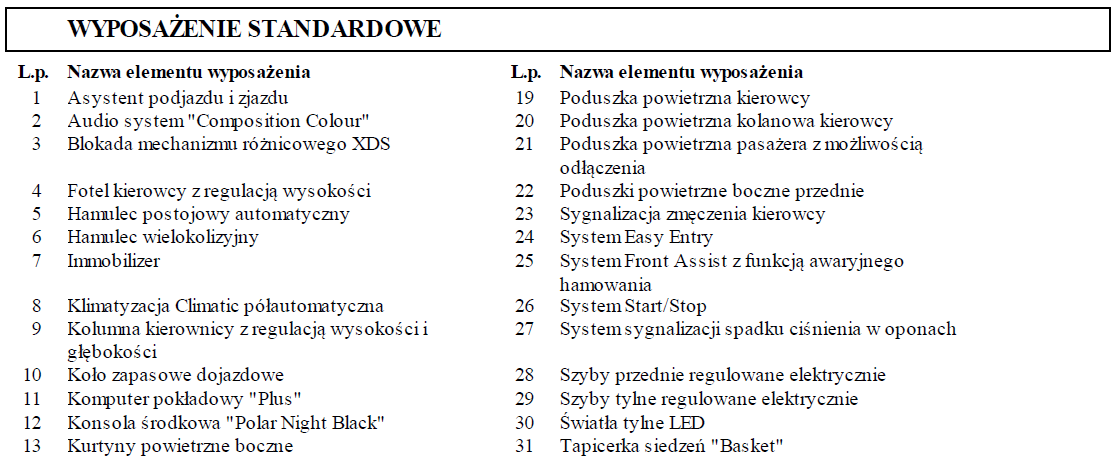 WYPOSAŻENIE STANDARDOWE
L.p. Nazwa elementu wyposażenia
1 Asystent podjazdu i zjazdu
2 Audio system "Composition Colour"
3 Blokada mechanizmu różnicowego XDS
4 Fotel kierowcy z regulacją wysokości
5 Hamulec postojowy automatyczny
6 Hamulec wielokolizyjny
7 Immobilizer
8 Klimatyzacja Climatic półautomatyczna
9 Kolumna kierownicy z regulacją wysokości i
głębokości
10 Koło zapasowe dojazdowe
11 Komputer pokładowy "Plus"
12 Konsola środkowa "Polar Night Black"
13 Kurtyny powietrzne boczne
L.p. Nazwa elementu wyposażenia
19 Poduszka powietrzna kierowcy
20 Poduszka powietrzna kolanowa kierowcy
21 Poduszka powietrzna pasażera z możliwością
odłączenia
22 Poduszki powietrzne boczne przednie
23 Sygnalizacja zmęczenia kierowcy
24 System Easy Entry
25 System Front Assist z funkcją awaryjnego
hamowania
26 System Start/Stop
27 System sygnalizacji spadku ciśnienia w oponach
28 Szyby przednie regulowane elektrycznie
29 Szyby tylne regulowane elektrycznie
30 Światła tylne LED
31 Tapicerka siedzeń "Basket"